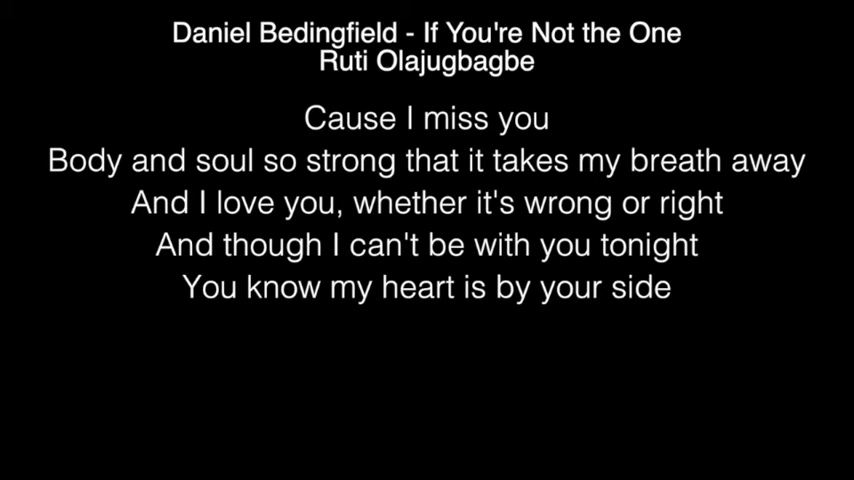 Daniel Bedingfield - If You're Not the One
Ruti Olajugbagbe
Cause I miss you
Body and soul so strong that it takes my breath away
And I love you, whether it's wrong or right
And though I can't be with you tonight
You know my heart is by your side